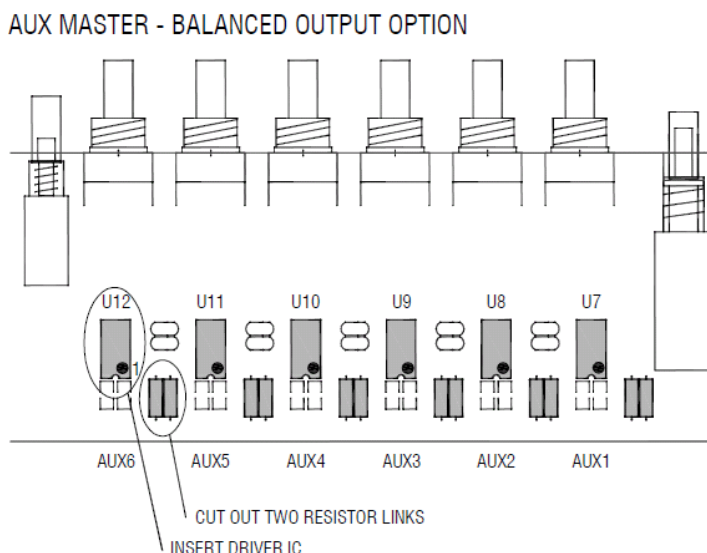 AUX MASTER - BALANCED OUTPUT OPTION
U12 U11 U10 U9 U8 U7
1
AUX6 AUX5 AUX4 AUX3 AUX2 AUX1
CUT OUT TWO RESISTOR LINKS
INSERT DRIVER IC